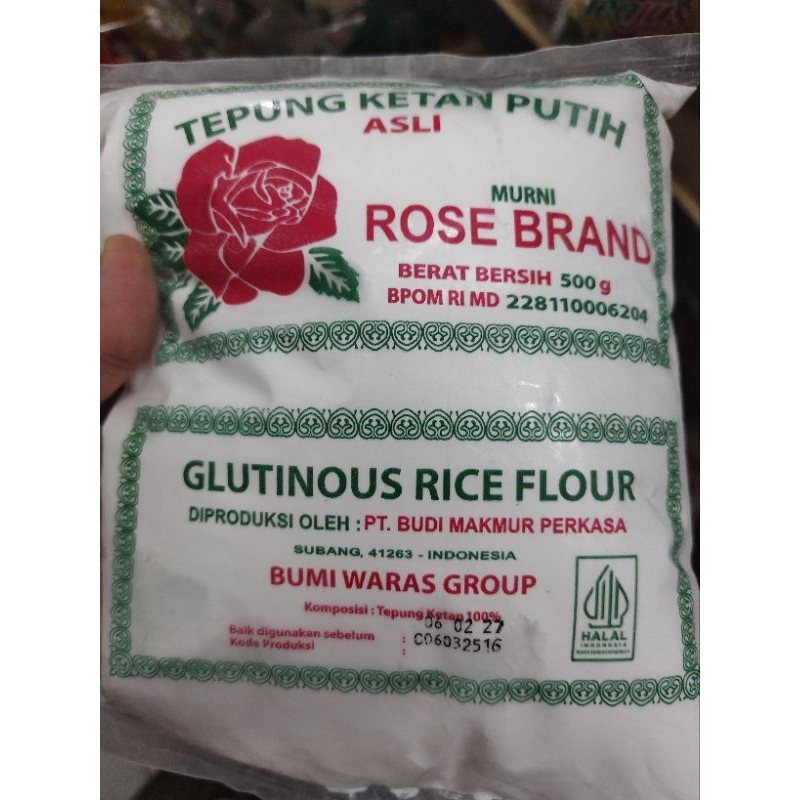 TEPUNG KETAN PUTIH
ASLI
MURNI
ROSE BRAND
BERAT BERSIH 500 g
BPOM RI MD 228110006204
GLUTINOUS RICE FLOUR
DIPRODUKSI OLEH : PT. BUDI MAKMUR PERKASA
SUBANG, 41263 - INDONESIA
BUMI WARAS GROUP
Komposisi : Tepung Ketan 100%
Baik digunakan sebelum : 06 02 27
Kode Produksi : C06032516
HALAL
INDONESIA